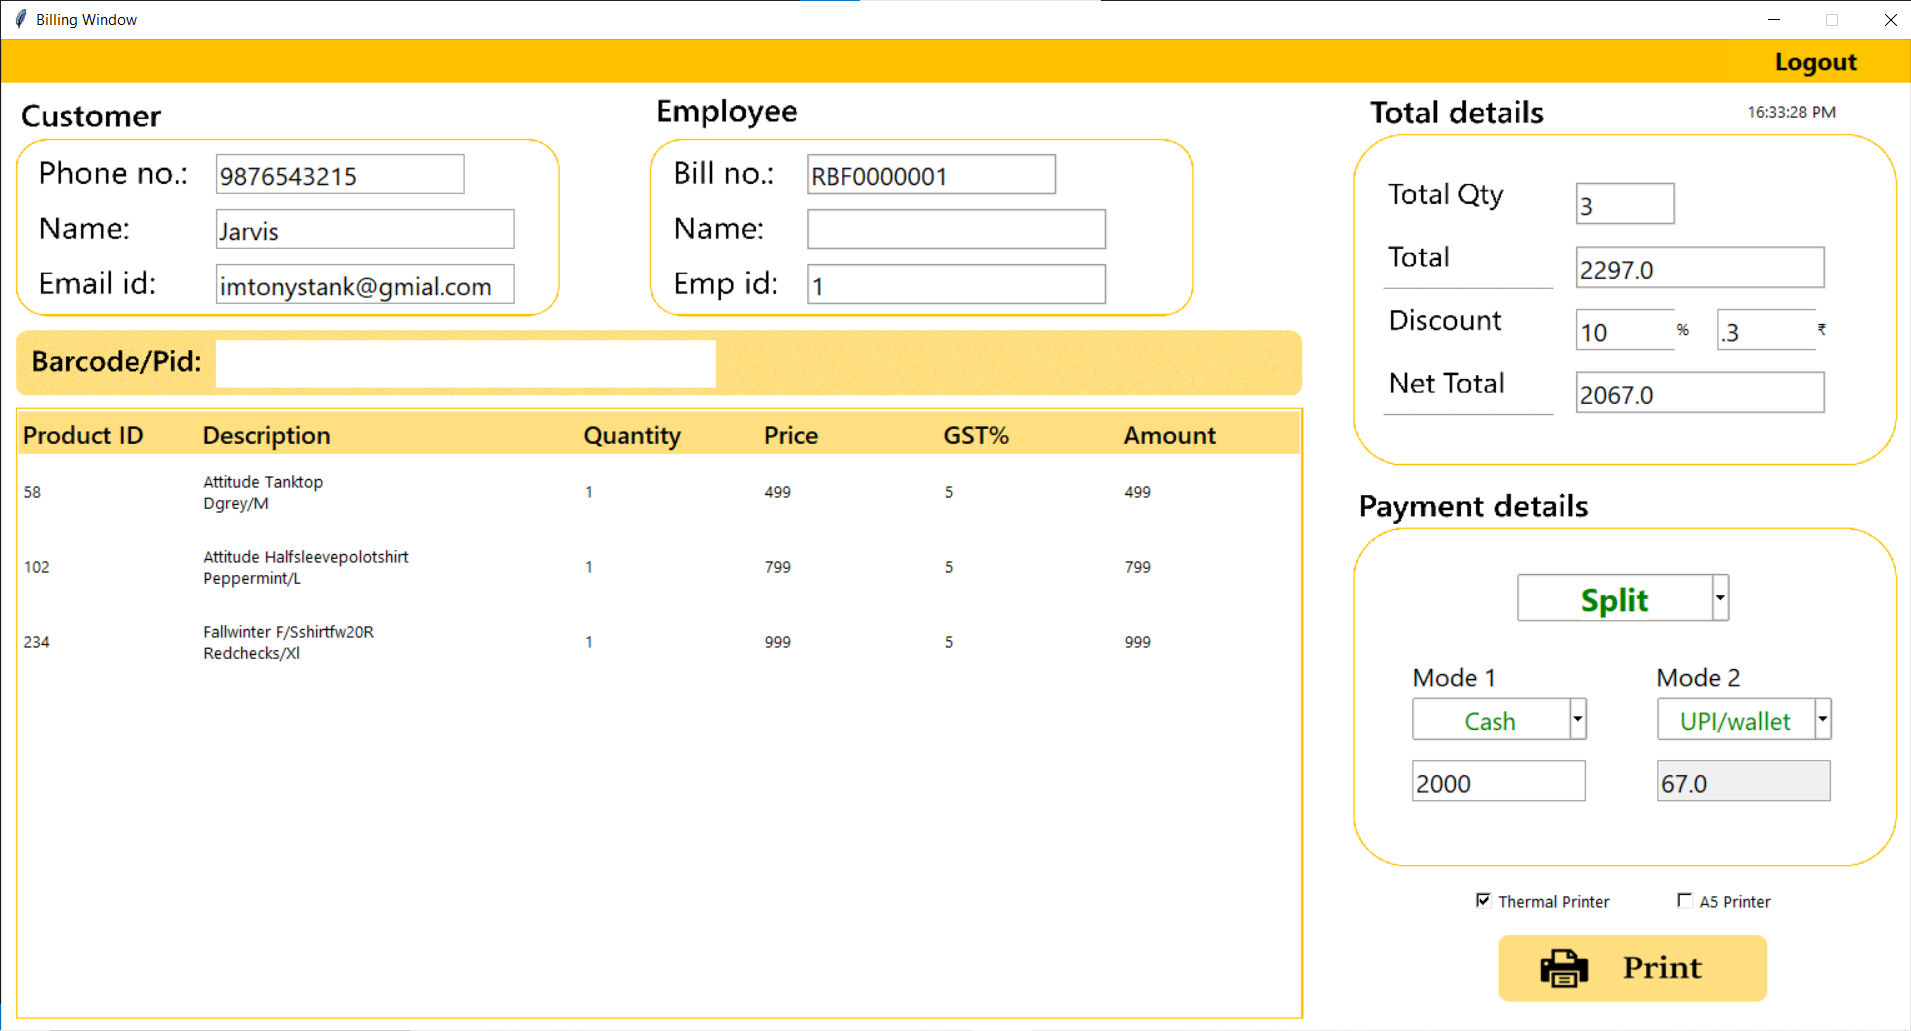 Billing Window
Logout
Customer
Phone no.: 9876543215
Name: Jarvis
Email id: imtonystank@gmial.com
Employee
Bill no.: RBF0000001
Name:
Emp id: 1
Total details 16:33:28 PM
Total Qty 3
Total 2297.0
Discount 10 % .3 ₹
Net Total 2067.0
Barcode/Pid:
Product ID Description Quantity Price GST% Amount
58 Attitude Tanktop 1 499 5 499
Dgrey/M
102 Attitude Halfsleevepolotshirt 1 799 5 799
Peppermint/L
234 Fallwinter F/Sshirtfw20R 1 999 5 999
Redchecks/Xl
Payment details
Split
Mode 1 Mode 2
Cash UPI/wallet
2000 67.0
Thermal Printer A5 Printer
Print